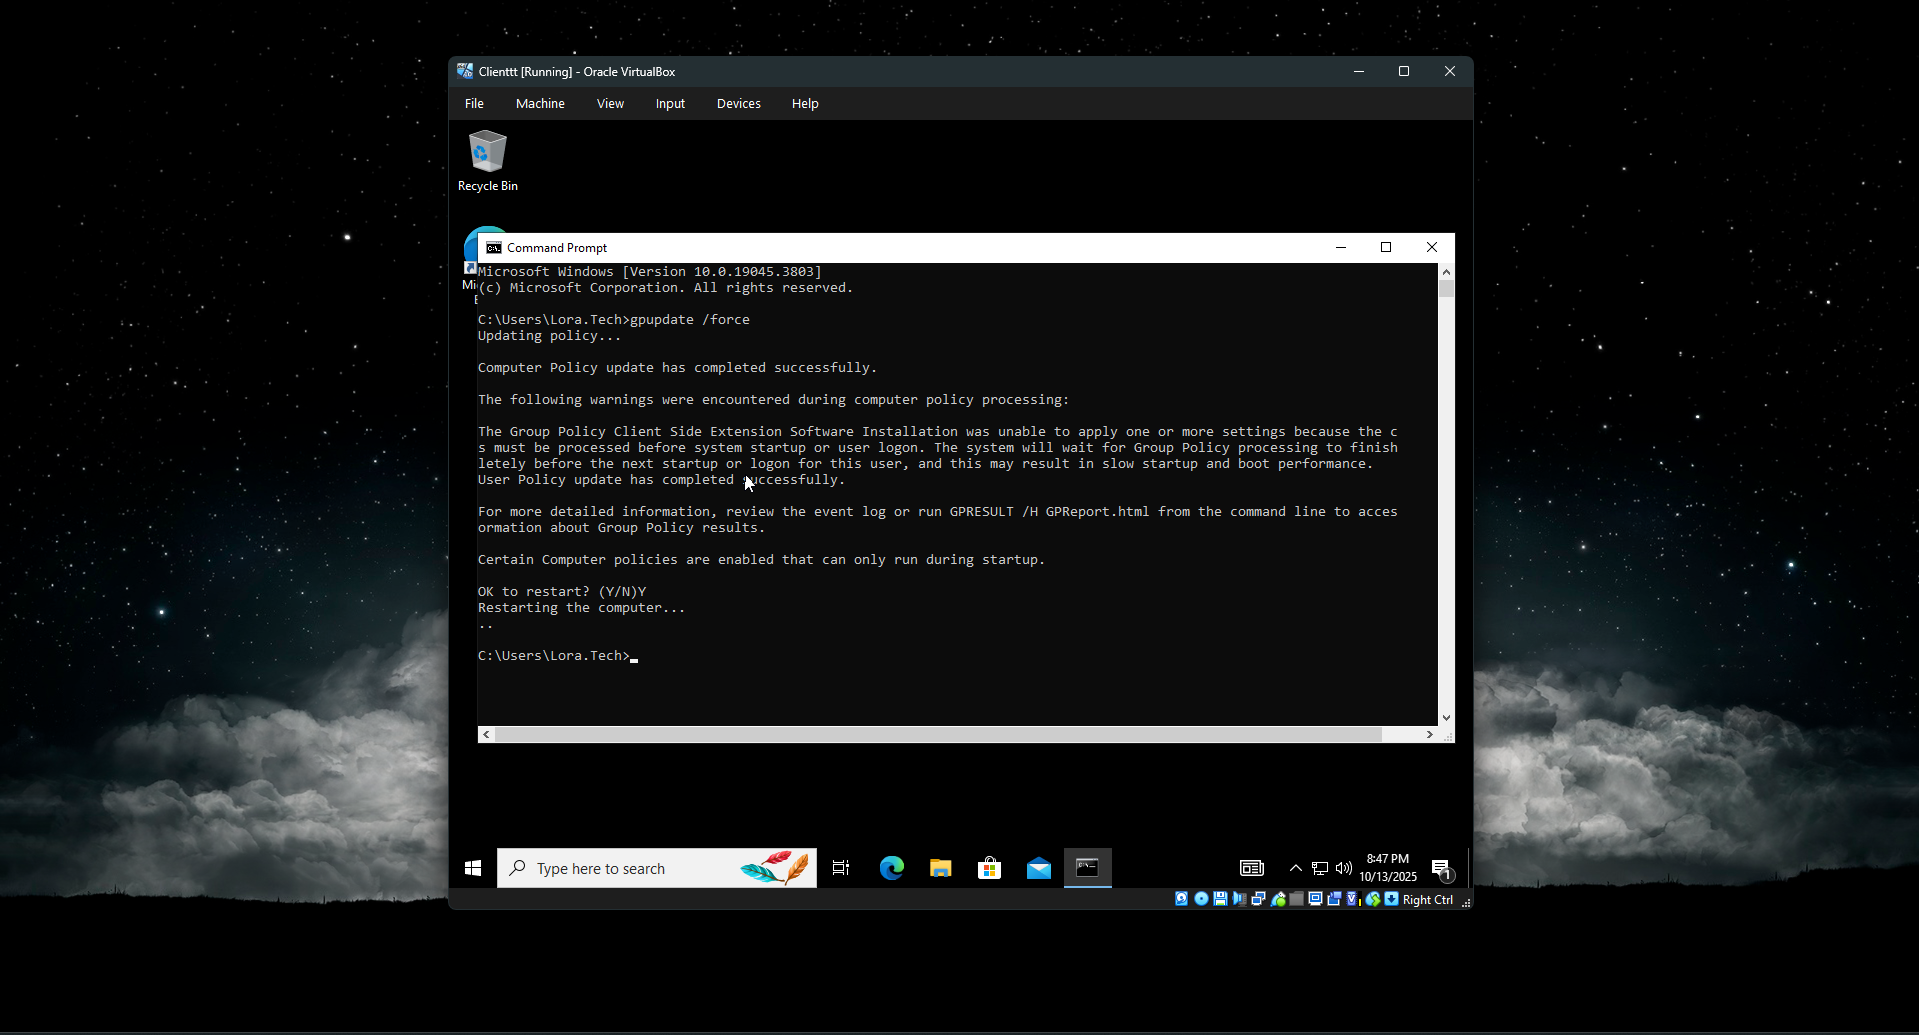 Clienttt [Running] - Oracle VirtualBox
File Machine View Input Devices Help
Recycle Bin
Command Prompt
Mi
E
Microsoft Windows [Version 10.0.19045.3803]
(c) Microsoft Corporation. All rights reserved.
C:\Users\Lora.Tech>gpupdate /force
Updating policy...
Computer Policy update has completed successfully.
The following warnings were encountered during computer policy processing:
The Group Policy Client Side Extension Software Installation was unable to apply one or more settings because the c
s must be processed before system startup or user logon. The system will wait for Group Policy processing to finish
letely before the next startup or logon for this user, and this may result in slow startup and boot performance.
User Policy update has completed successfully.
For more detailed information, review the event log or run GPRESULT /H GPReport.html from the command line to acces
ormation about Group Policy results.
Certain Computer policies are enabled that can only run during startup.
OK to restart? (Y/N)Y
Restarting the computer...
..
C:\Users\Lora.Tech>
Type here to search
8:47 PM
10/13/2025
1
Right Ctrl